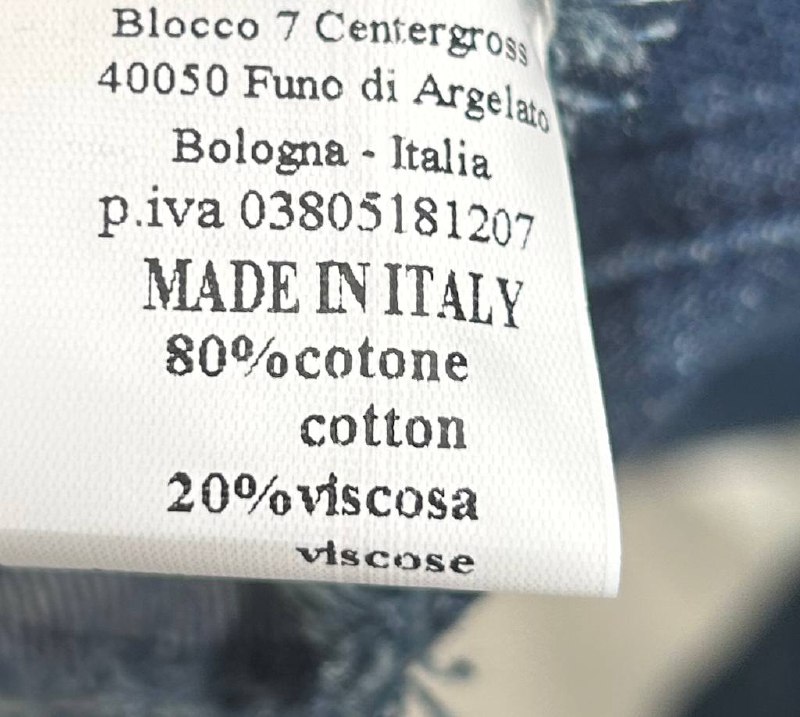 Blocco 7 Centergross
40050 Funo di Argelato
Bologna - Italia
p.iva 03805181207
MADE IN ITALY
80%cotone
cotton
20%viscosa
viscose